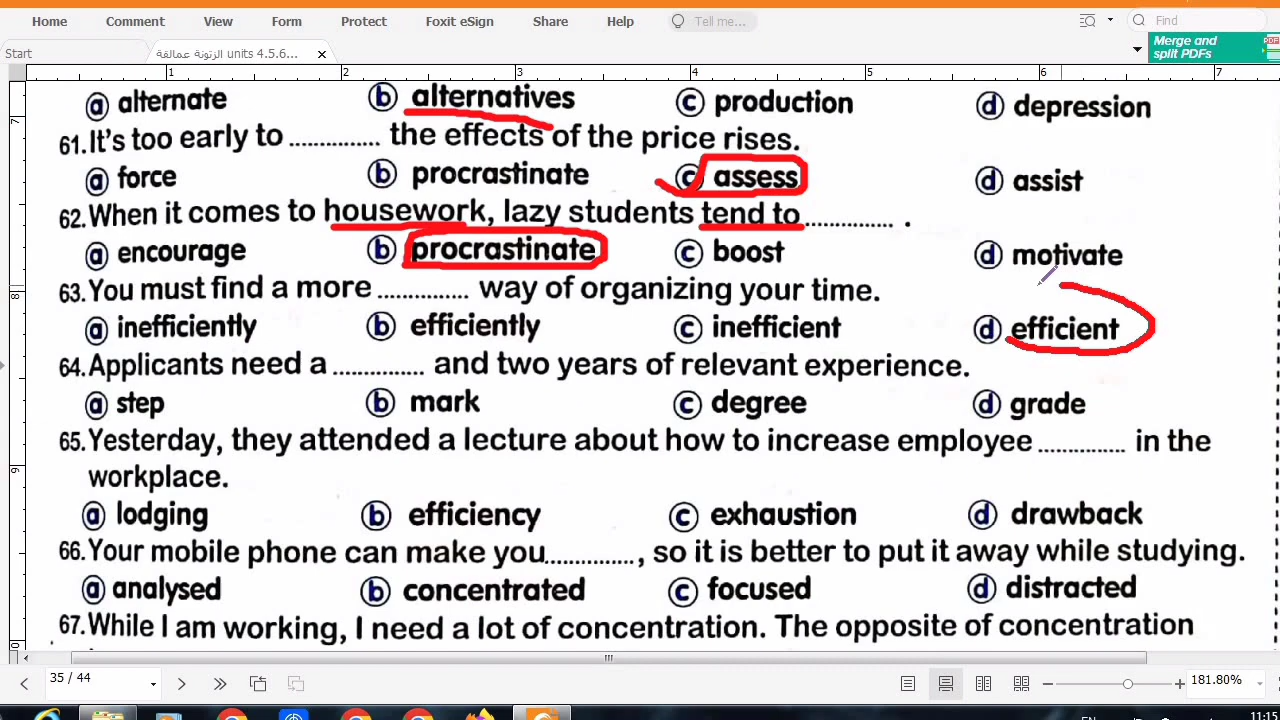 Home Comment View Form Protect Foxit eSign Share Help Tell me... Find
Start الزتونة عمالقة units 4.5.6... × Merge and split PDFs
1 2 3 4 5 6 7
ⓐ alternate ⓑ alternatives ⓒ production ⓓ depression
61.It's too early to ............... the effects of the price rises.
ⓐ force ⓑ procrastinate ⓒ assess ⓓ assist
62.When it comes to housework, lazy students tend to............... .
ⓐ encourage ⓑ procrastinate ⓒ boost ⓓ motivate
63.You must find a more ............... way of organizing your time.
ⓐ inefficiently ⓑ efficiently ⓒ inefficient ⓓ efficient
64.Applicants need a ............... and two years of relevant experience.
ⓐ step ⓑ mark ⓒ degree ⓓ grade
65.Yesterday, they attended a lecture about how to increase employee ............... in the
workplace.
ⓐ lodging ⓑ efficiency ⓒ exhaustion ⓓ drawback
66.Your mobile phone can make you..............., so it is better to put it away while studying.
ⓐ analysed ⓑ concentrated ⓒ focused ⓓ distracted
67.While I am working, I need a lot of concentration. The opposite of concentration
35 / 44 181.80%
EN 11:15